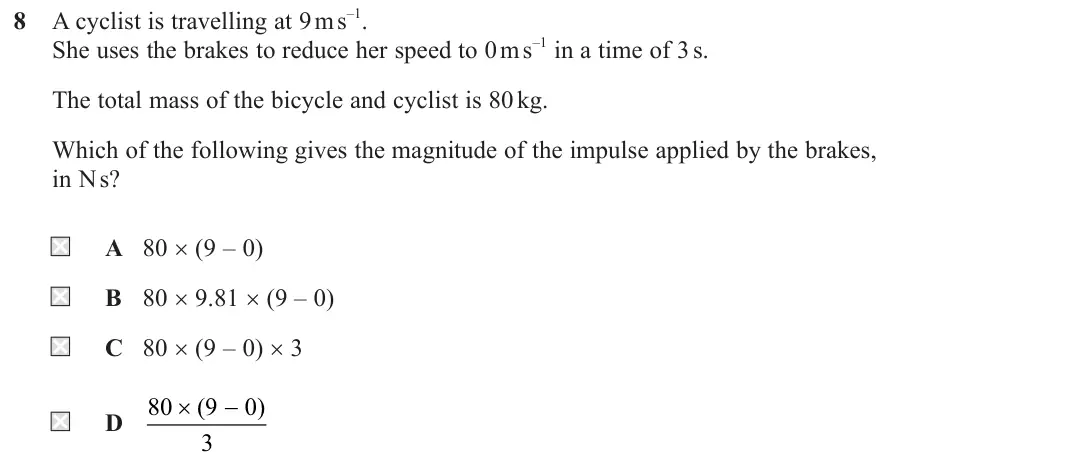 8 A cyclist is travelling at 9 m s⁻¹.
She uses the brakes to reduce her speed to 0 m s⁻¹ in a time of 3 s.
The total mass of the bicycle and cyclist is 80 kg.
Which of the following gives the magnitude of the impulse applied by the brakes,
in N s?
A 80 × (9 – 0)
B 80 × 9.81 × (9 – 0)
C 80 × (9 – 0) × 3
D
80 × (9 – 0)
3